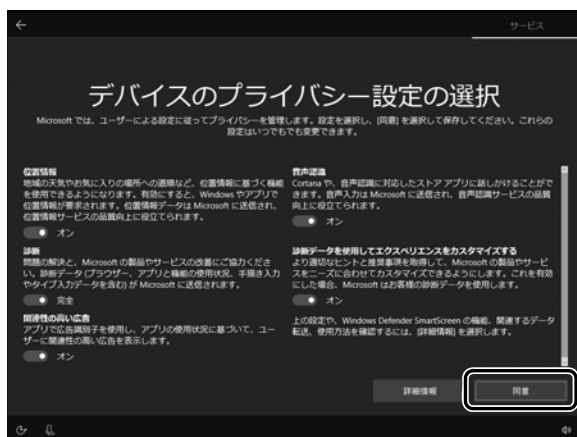 サービス
デバイスのプライバシー設定の選択
Microsoft では、ユーザーによる設定に従ってプライバシーを管理します。設定を選択し、[同意] を選択して保存してください。これらの
設定はいつでもでも変更できます。
位置情報
地域の天気やお気に入りの場所への道順など、位置情報に基づく機能
を使用できるようになります。有効にすると、Windows やアプリで
位置情報が要求されます。位置情報データは Microsoft に送信され、
位置情報サービスの品質向上に役立てられます。
オン
診断
問題の解決と、Microsoft の製品やサービスの改善にご協力くださ
い。診断データ (ブラウザー、アプリと機能の使用状況、手描き入力
やタイプ入力データを含む) が Microsoft に送信されます。
完全
関連性の高い広告
アプリで広告識別子を使用し、アプリの使用状況に基づいて、ユー
ザーに関連性の高い広告を表示します。
オン
音声認識
Cortana や、音声認識に対応したストア アプリに話しかけることがで
きます。音声入力は Microsoft に送信され、音声認識サービスの品質
向上に役立てられます。
オン
診断データを使用してエクスペリエンスをカスタマイズする
より適切なヒントと推奨事項を取得して、Microsoft の製品やサービ
スをニーズに合わせてカスタマイズできるようにします。これを有効
にした場合、Microsoft はお客様の診断データを使用します。
オン
上の設定や、Windows Defender SmartScreen の機能、関連するデータ
転送、使用方法を確認するには、[詳細情報] を選択します。
詳細情報
同意